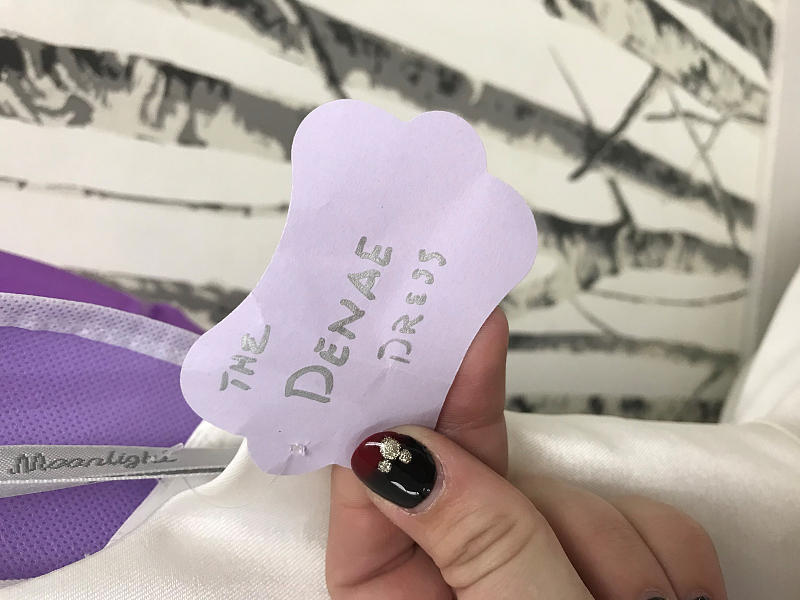 THE
DENAE
DRESS
Moonlight